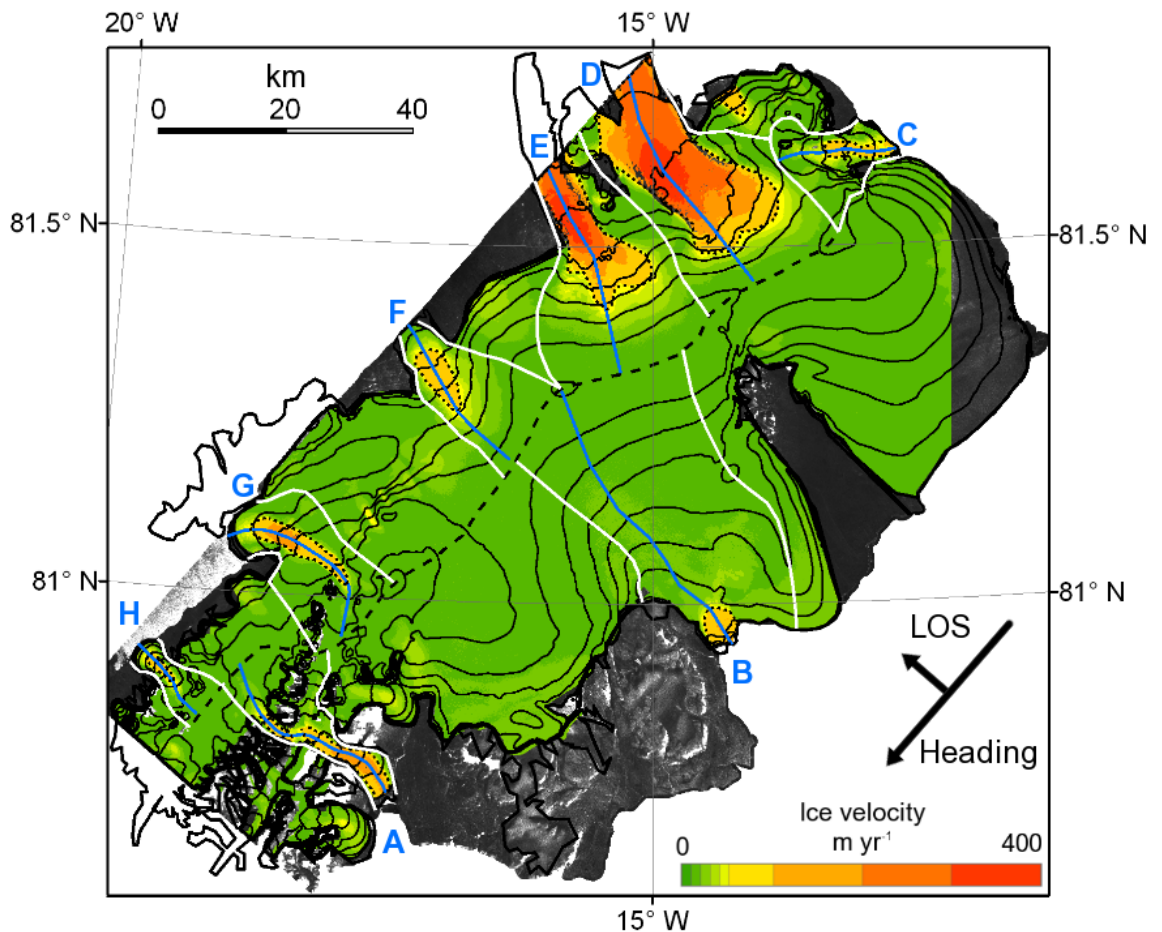 20° W
15° W
km
0 20 40
D
C
E
81.5° N
81.5° N
F
G
81° N
81° N
H
LOS
B
Heading
Ice velocity
m yr⁻¹
0 400
A
15° W